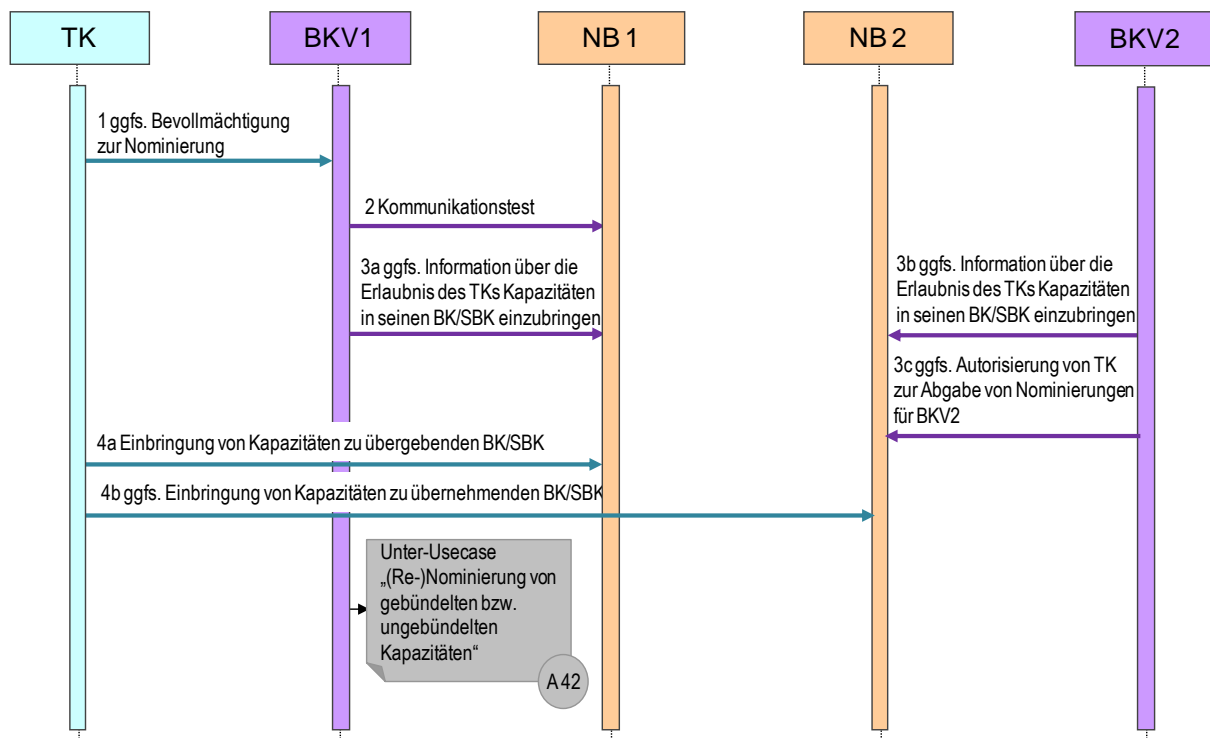 TK
BKV1
NB 1
NB 2
BKV2
1 ggfs. Bevollmächtigung
zur Nominierung
2 Kommunikationstest
3a ggfs. Information über die
Erlaubnis des TKs Kapazitäten
in seinen BK/SBK einzubringen
3b ggfs. Information über die
Erlaubnis des TKs Kapazitäten
in seinen BK/SBK einzubringen
3c ggfs. Autorisierung von TK
zur Abgabe von Nominierungen
für BKV2
4a Einbringung von Kapazitäten zu übergebenden BK/SBK
4b ggfs. Einbringung von Kapazitäten zu übernehmenden BK/SBK
Unter-Usecase
„(Re-)Nominierung von
gebündelten bzw.
ungebündelten
Kapazitäten“
A 42